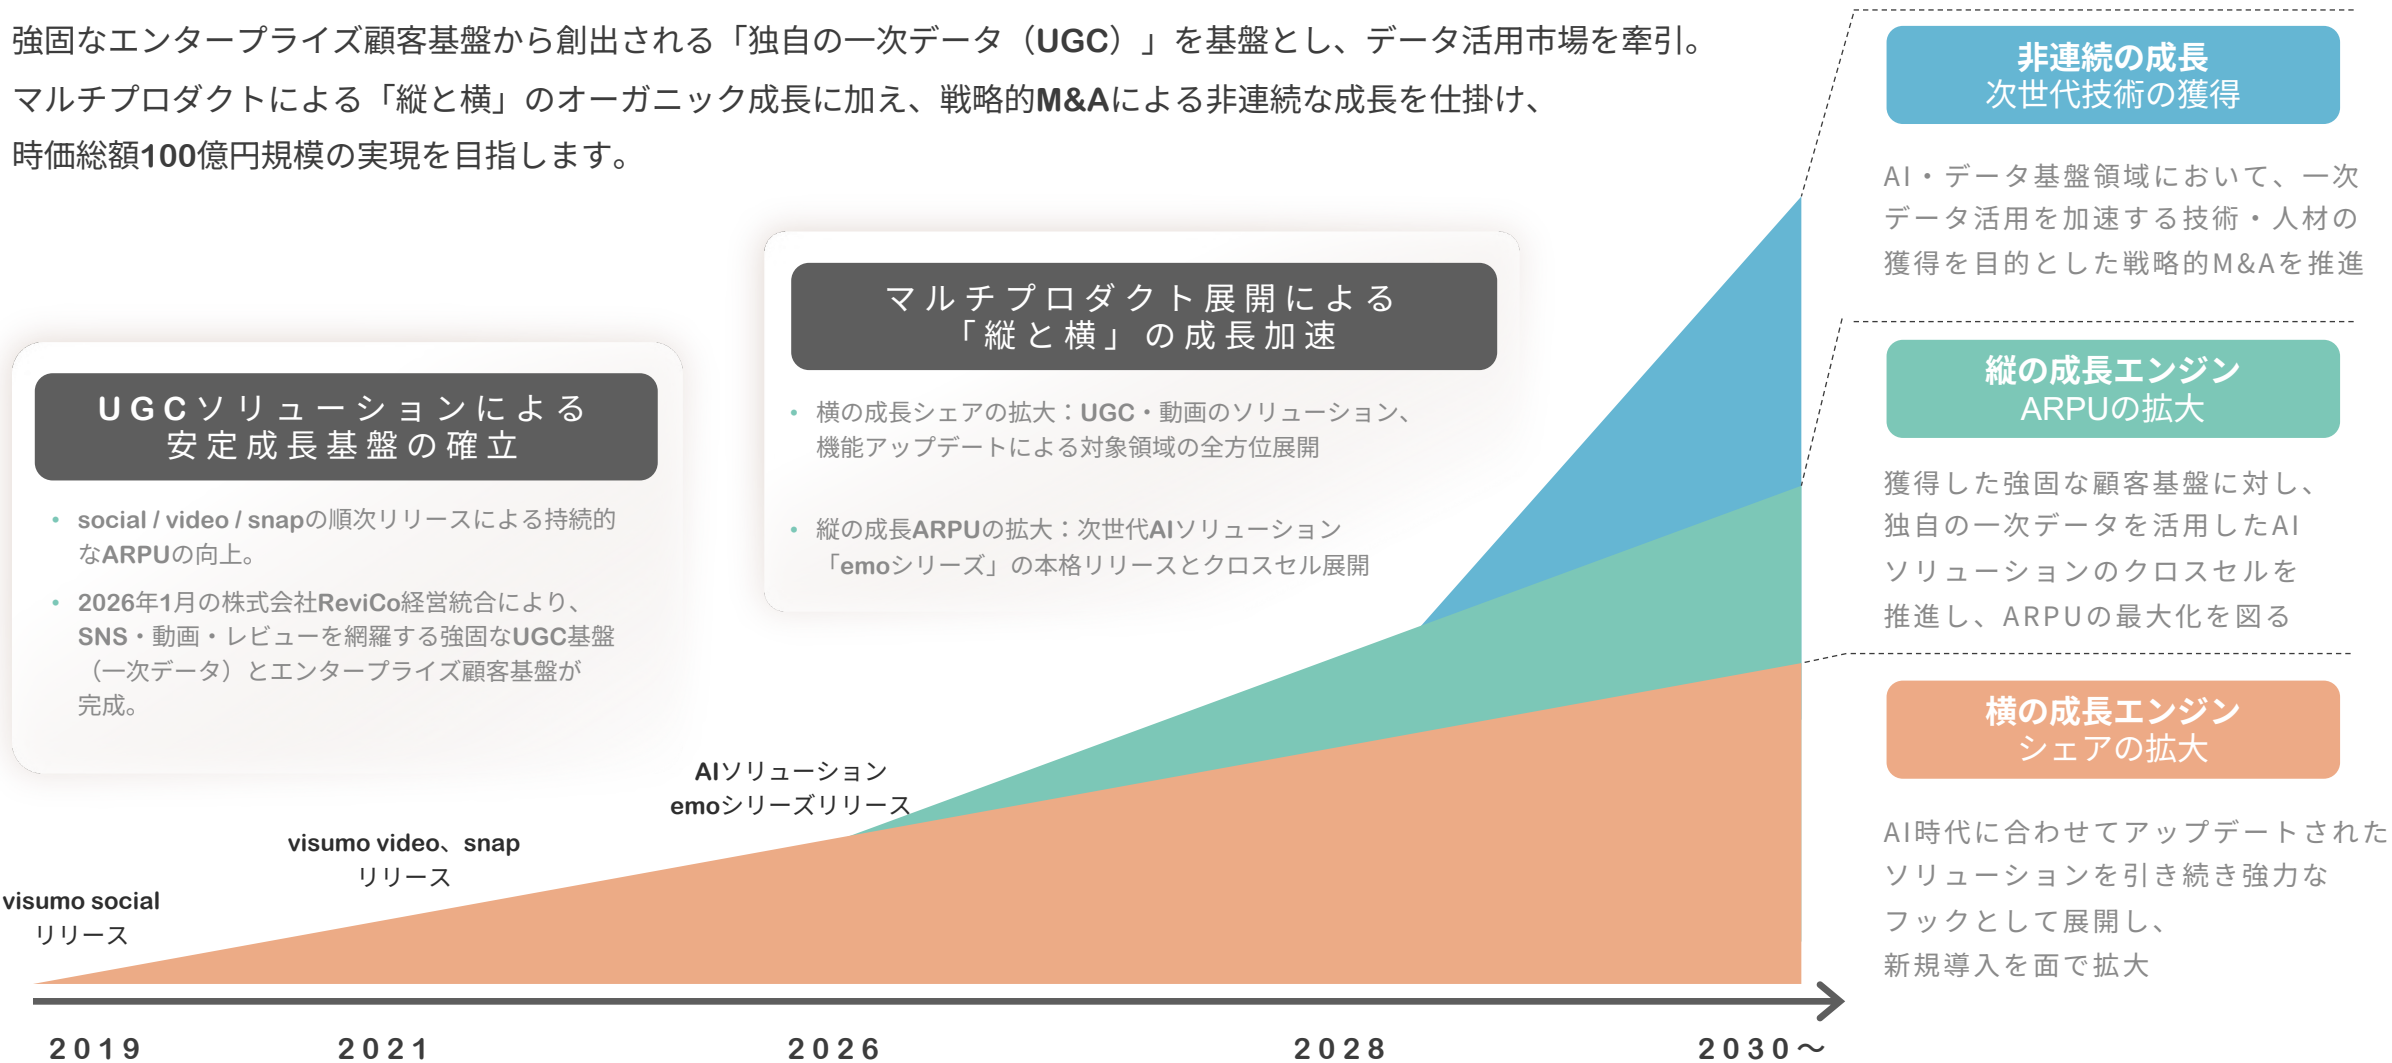 強固なエンタープライズ顧客基盤から創出される「独自の一次データ（UGC）」を基盤とし、データ活用市場を牽引。
マルチプロダクトによる「縦と横」のオーガニック成長に加え、戦略的M&Aによる非連続な成長を仕掛け、
時価総額100億円規模の実現を目指します。
UGCソリューションによる
安定成長基盤の確立
• social / video / snapの順次リリースによる持続的
なARPUの向上。
• 2026年1月の株式会社ReviCo経営統合により、
SNS・動画・レビューを網羅する強固なUGC基盤
（一次データ）とエンタープライズ顧客基盤が
完成。
マルチプロダクト展開による
「縦と横」の成長加速
• 横の成長シェアの拡大：UGC・動画のソリューション、
機能アップデートによる対象領域の全方位展開
• 縦の成長ARPUの拡大：次世代AIソリューション
「emoシリーズ」の本格リリースとクロスセル展開
非連続の成長
次世代技術の獲得
AI・データ基盤領域において、一次
データ活用を加速する技術・人材の
獲得を目的とした戦略的M&Aを推進
縦の成長エンジン
ARPUの拡大
獲得した強固な顧客基盤に対し、
独自の一次データを活用したAI
ソリューションのクロスセルを
推進し、ARPUの最大化を図る
横の成長エンジン
シェアの拡大
AI時代に合わせてアップデートされた
ソリューションを引き続き強力な
フックとして展開し、
新規導入を面で拡大
visumo social
リリース
visumo video、snap
リリース
AIソリューション
emoシリーズリリース
2019
2021
2026
2028
2030～